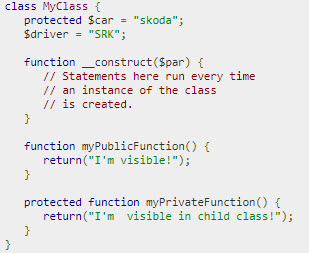 class MyClass {
protected $car = "skoda";
$driver = "SRK";
function __construct($par) {
// Statements here run every time
// an instance of the class
// is created.
}
function myPublicFunction() {
return("I'm visible!");
}
protected function myPrivateFunction() {
return("I'm  visible in child class!");
}
}